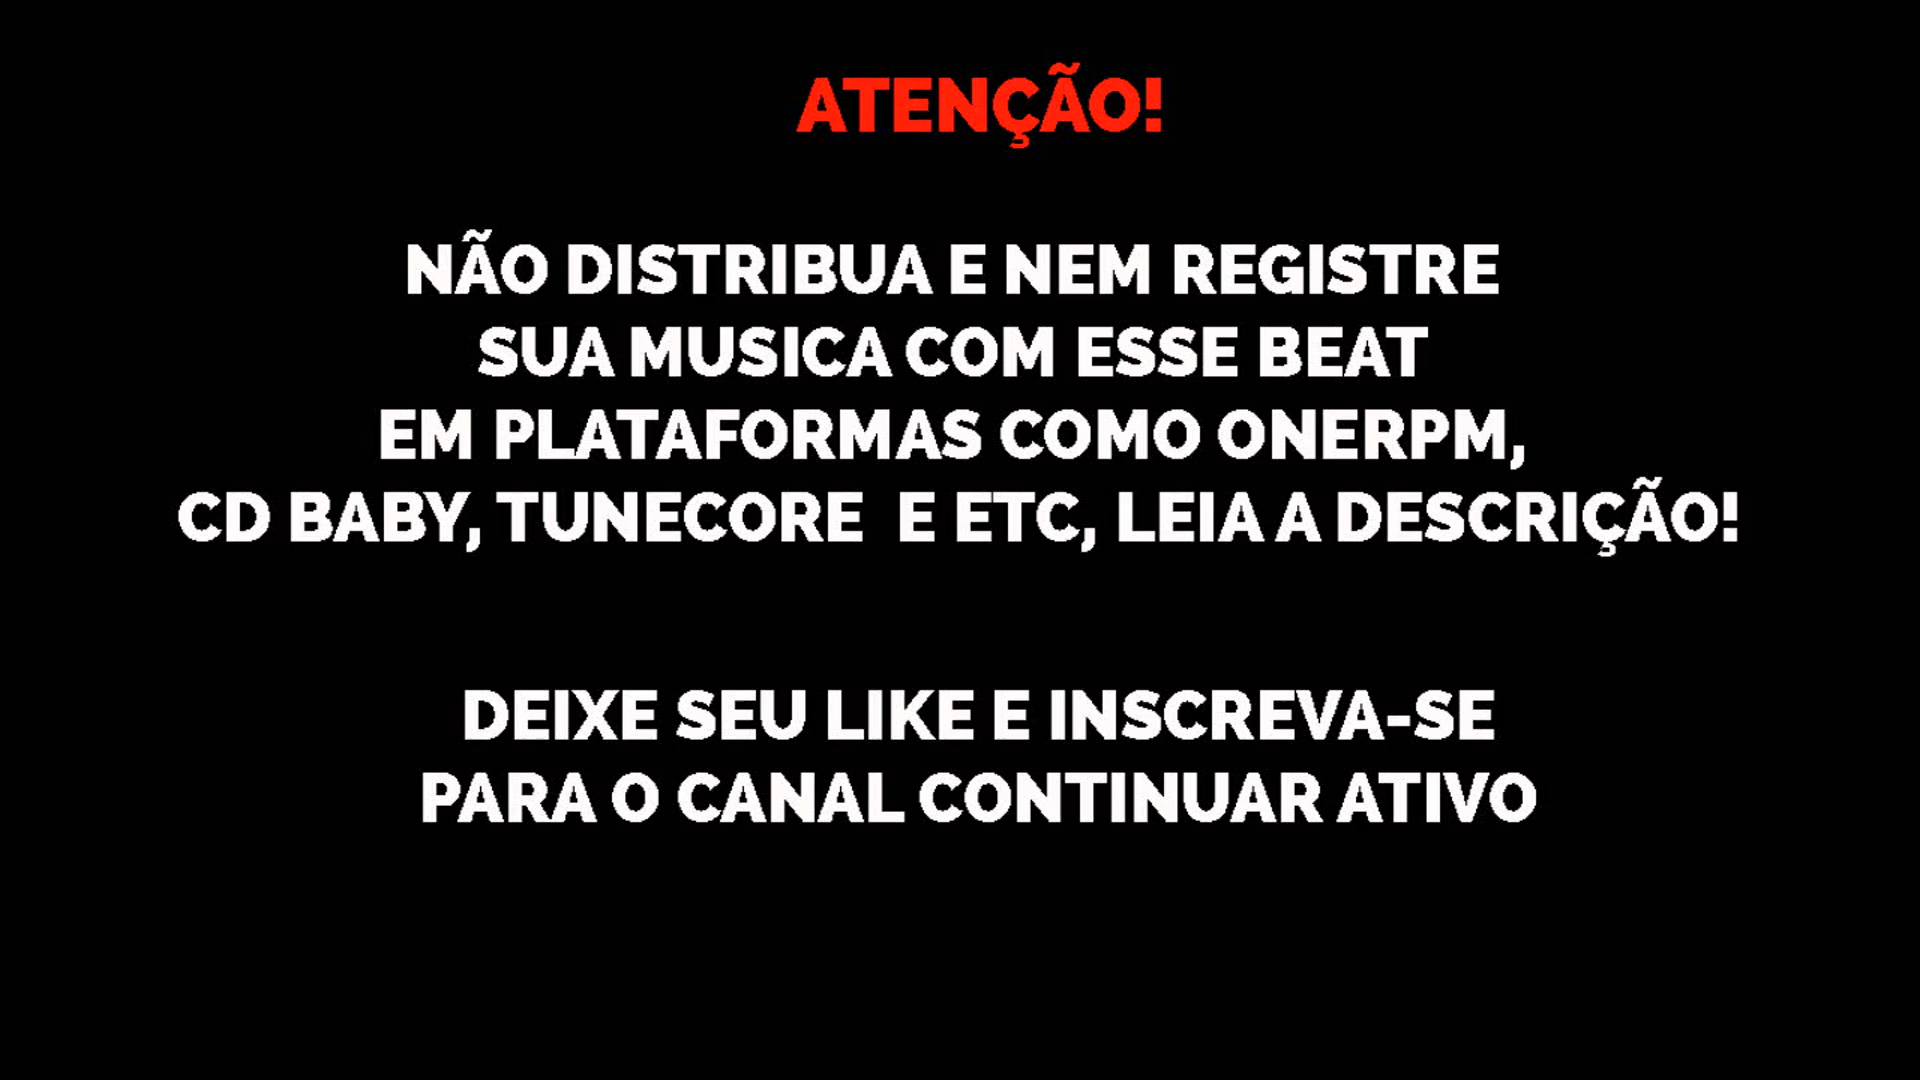 ATENÇÃO!
NÃO DISTRIBUA E NEM REGISTRE
SUA MUSICA COM ESSE BEAT
EM PLATAFORMAS COMO ONERPM,
CD BABY, TUNECORE E ETC, LEIA A DESCRIÇÃO!
DEIXE SEU LIKE E INSCREVA-SE
PARA O CANAL CONTINUAR ATIVO